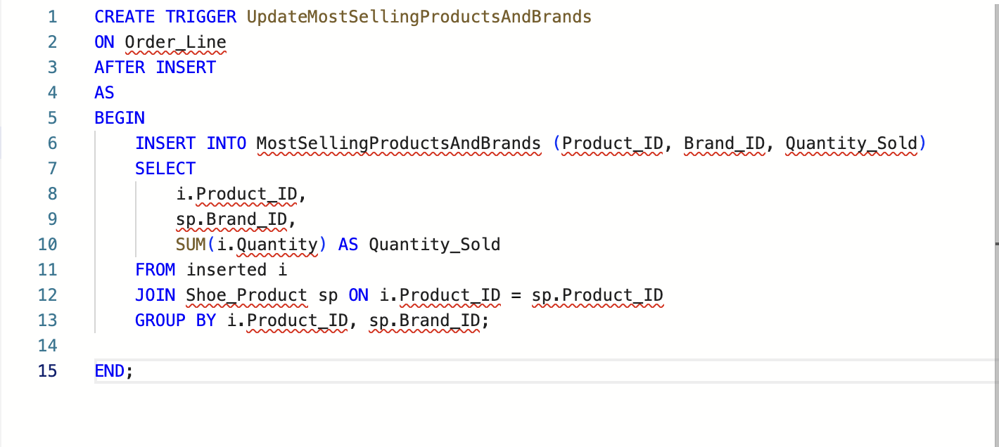 1 CREATE TRIGGER UpdateMostSellingProductsAndBrands
2 ON Order_Line
3 AFTER INSERT
4 AS
5 BEGIN
6 INSERT INTO MostSellingProductsAndBrands (Product_ID, Brand_ID, Quantity_Sold)
7 SELECT
8 i.Product_ID,
9 sp.Brand_ID,
10 SUM(i.Quantity) AS Quantity_Sold
11 FROM inserted i
12 JOIN Shoe_Product sp ON i.Product_ID = sp.Product_ID
13 GROUP BY i.Product_ID, sp.Brand_ID;
14
15 END;